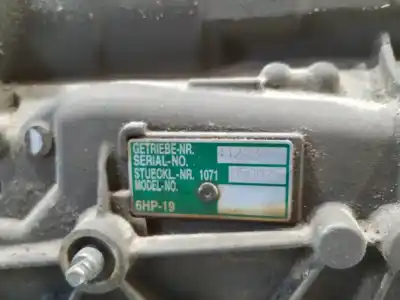 GETRIEBE-NR.
SERIAL-NO.
STUECKL.-NR. 1071
MODEL-NO.
6HP-19